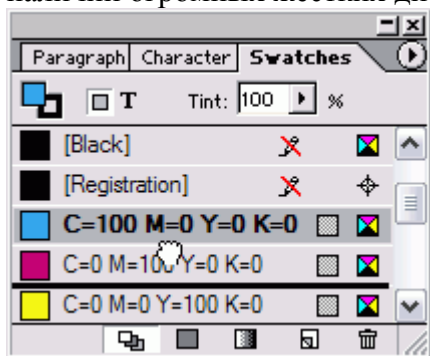 Paragraph Character Swatches
T Tint: 100 %
[Black]
[Registration]
C=100 M=0 Y=0 K=0
C=0 M=100 Y=0 K=0
C=0 M=0 Y=100 K=0